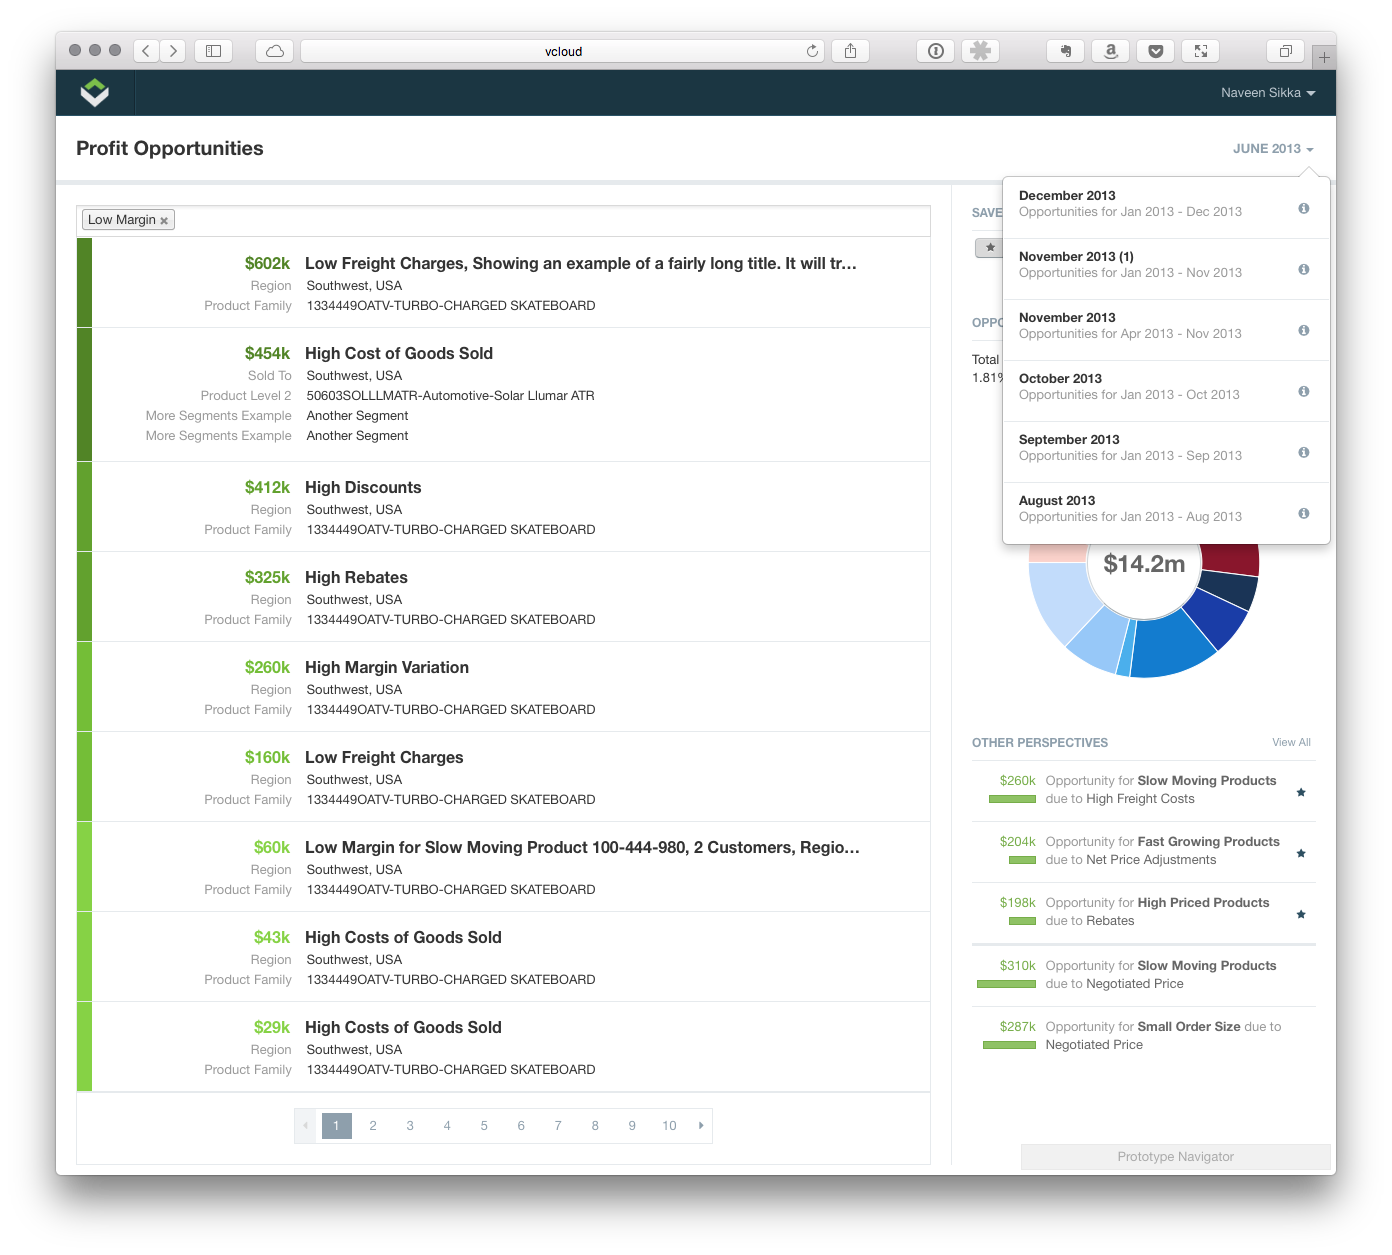 vcloud
Naveen Sikka
Profit Opportunities
JUNE 2013
Low Margin
$602k Low Freight Charges, Showing an example of a fairly long title. It will tr…
Region Southwest, USA
Product Family 1334449OATV-TURBO-CHARGED SKATEBOARD
$454k High Cost of Goods Sold
Sold To Southwest, USA
Product Level 2 50603SOLLLMATR-Automotive-Solar Llumar ATR
More Segments Example Another Segment
More Segments Example Another Segment
$412k High Discounts
Region Southwest, USA
Product Family 1334449OATV-TURBO-CHARGED SKATEBOARD
$325k High Rebates
Region Southwest, USA
Product Family 1334449OATV-TURBO-CHARGED SKATEBOARD
$260k High Margin Variation
Region Southwest, USA
Product Family 1334449OATV-TURBO-CHARGED SKATEBOARD
$160k Low Freight Charges
Region Southwest, USA
Product Family 1334449OATV-TURBO-CHARGED SKATEBOARD
$60k Low Margin for Slow Moving Product 100-444-980, 2 Customers, Regio…
Region Southwest, USA
Product Family 1334449OATV-TURBO-CHARGED SKATEBOARD
$43k High Costs of Goods Sold
Region Southwest, USA
Product Family 1334449OATV-TURBO-CHARGED SKATEBOARD
$29k High Costs of Goods Sold
Region Southwest, USA
Product Family 1334449OATV-TURBO-CHARGED SKATEBOARD
1 2 3 4 5 6 7 8 9 10
SAVE
OPPO
Total
1.81%
December 2013
Opportunities for Jan 2013 - Dec 2013
November 2013 (1)
Opportunities for Jan 2013 - Nov 2013
November 2013
Opportunities for Apr 2013 - Nov 2013
October 2013
Opportunities for Jan 2013 - Oct 2013
September 2013
Opportunities for Jan 2013 - Sep 2013
August 2013
Opportunities for Jan 2013 - Aug 2013
$14.2m
OTHER PERSPECTIVES View All
$260k Opportunity for Slow Moving Products
due to High Freight Costs
$204k Opportunity for Fast Growing Products
due to Net Price Adjustments
$198k Opportunity for High Priced Products
due to Rebates
$310k Opportunity for Slow Moving Products
due to Negotiated Price
$287k Opportunity for Small Order Size due to
Negotiated Price
Prototype Navigator